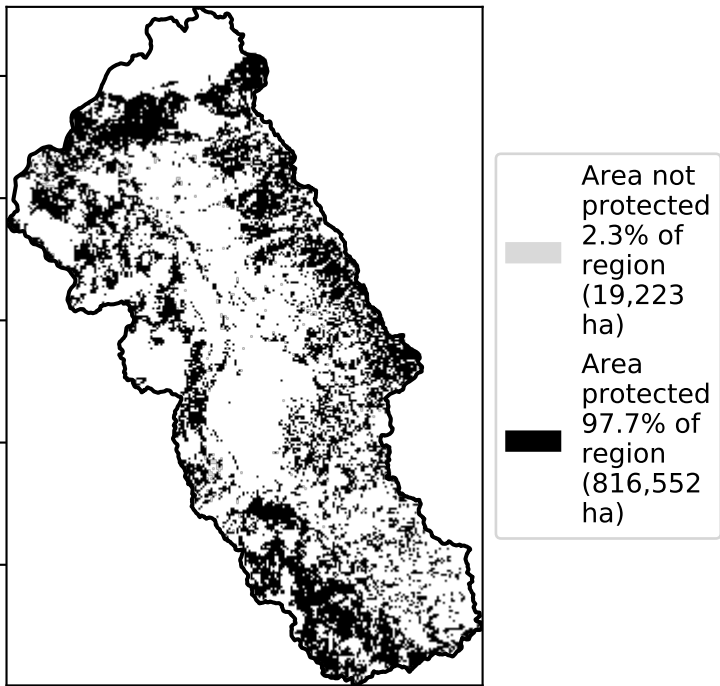 Area not
protected
2.3% of
region
(19,223
ha)
Area
protected
97.7% of
region
(816,552
ha)